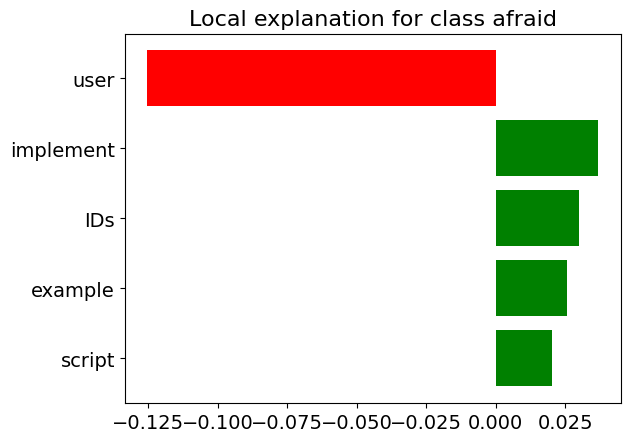 Local explanation for class afraid
user
implement
IDs
example
script
−0.125 −0.100 −0.075 −0.050 −0.025 0.000 0.025